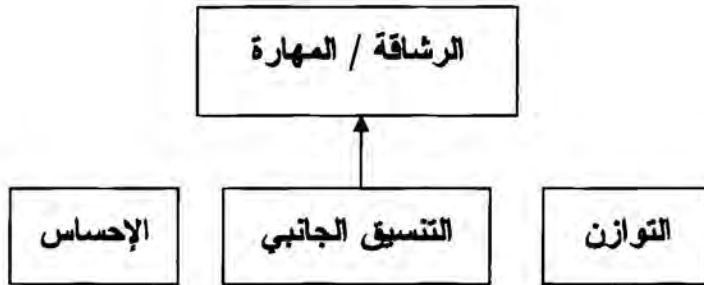 الرشاقة / المهارة
التوازن
التنسيق الجانبي
الإحساس